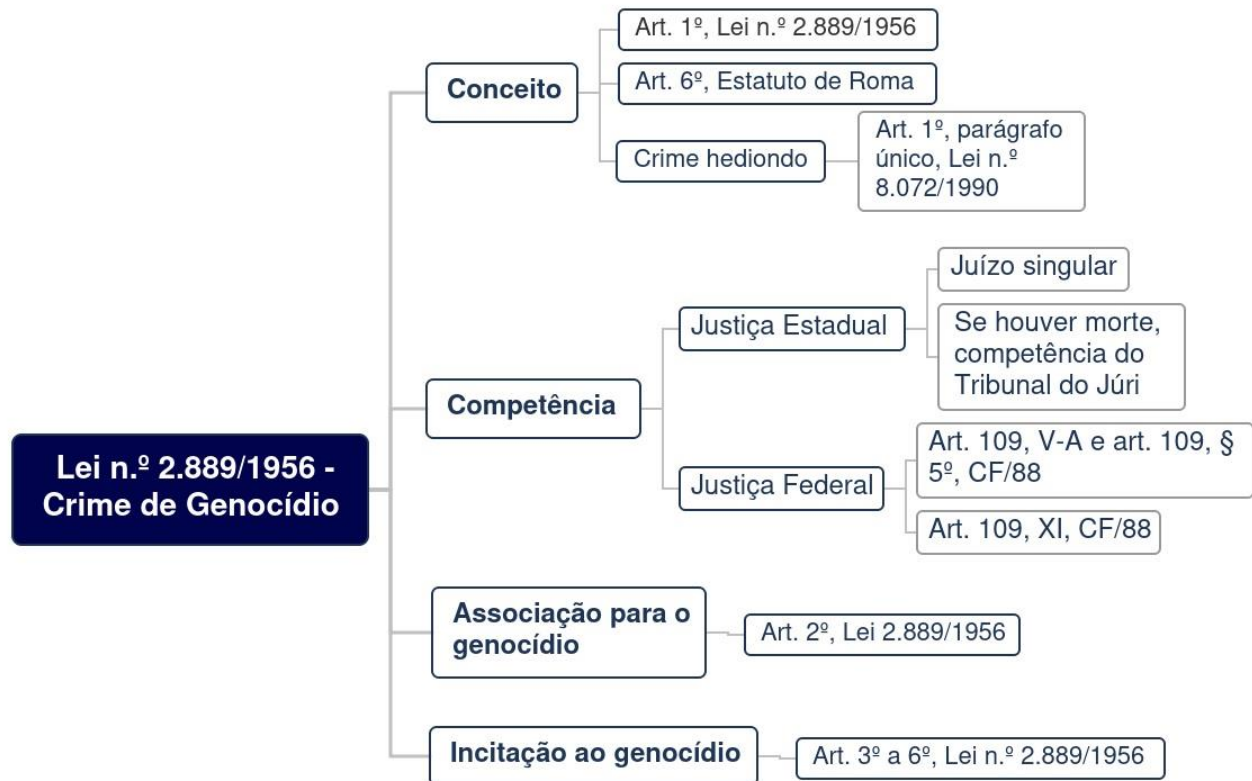 Lei n.º 2.889/1956 -
Crime de Genocídio
Conceito
Art. 1º, Lei n.º 2.889/1956
Art. 6º, Estatuto de Roma
Crime hediondo
Art. 1º, parágrafo
único, Lei n.º
8.072/1990
Competência
Justiça Estadual
Juízo singular
Se houver morte,
competência do
Tribunal do Júri
Justiça Federal
Art. 109, V-A e art. 109, §
5º, CF/88
Art. 109, XI, CF/88
Associação para o
genocídio
Art. 2º, Lei 2.889/1956
Incitação ao genocídio
Art. 3º a 6º, Lei n.º 2.889/1956